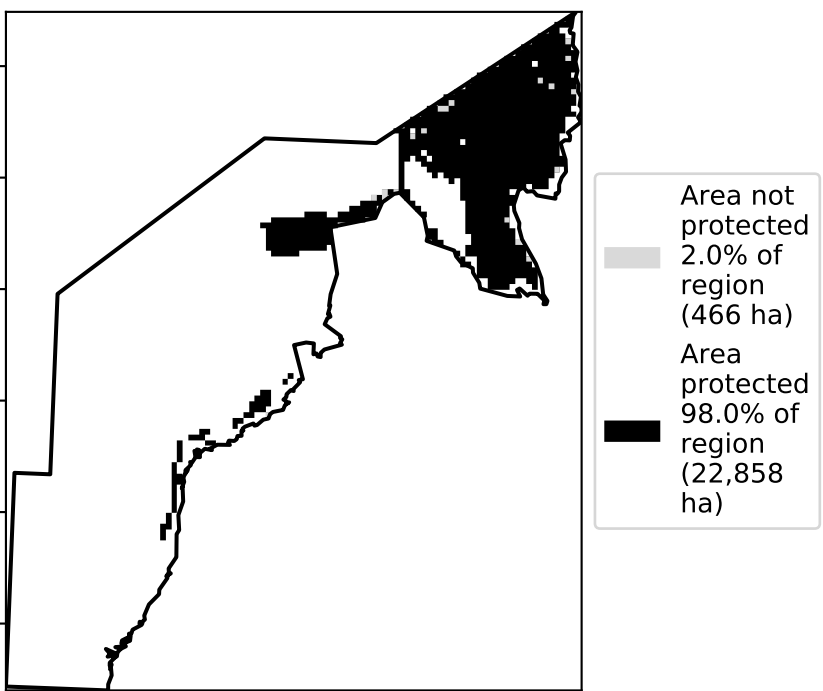 Area not
protected
2.0% of
region
(466 ha)
Area
protected
98.0% of
region
(22,858
ha)